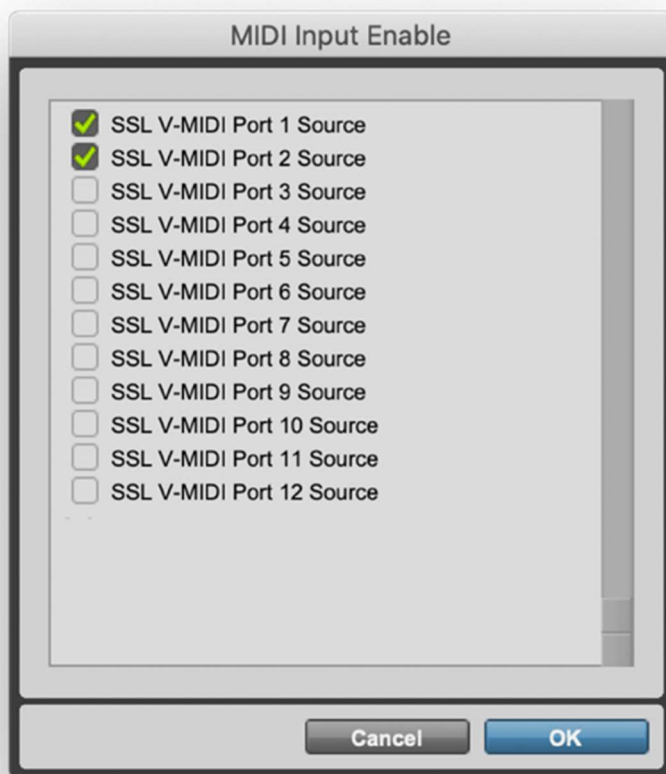 MIDI Input Enable
SSL V-MIDI Port 1 Source
SSL V-MIDI Port 2 Source
SSL V-MIDI Port 3 Source
SSL V-MIDI Port 4 Source
SSL V-MIDI Port 5 Source
SSL V-MIDI Port 6 Source
SSL V-MIDI Port 7 Source
SSL V-MIDI Port 8 Source
SSL V-MIDI Port 9 Source
SSL V-MIDI Port 10 Source
SSL V-MIDI Port 11 Source
SSL V-MIDI Port 12 Source
Cancel OK